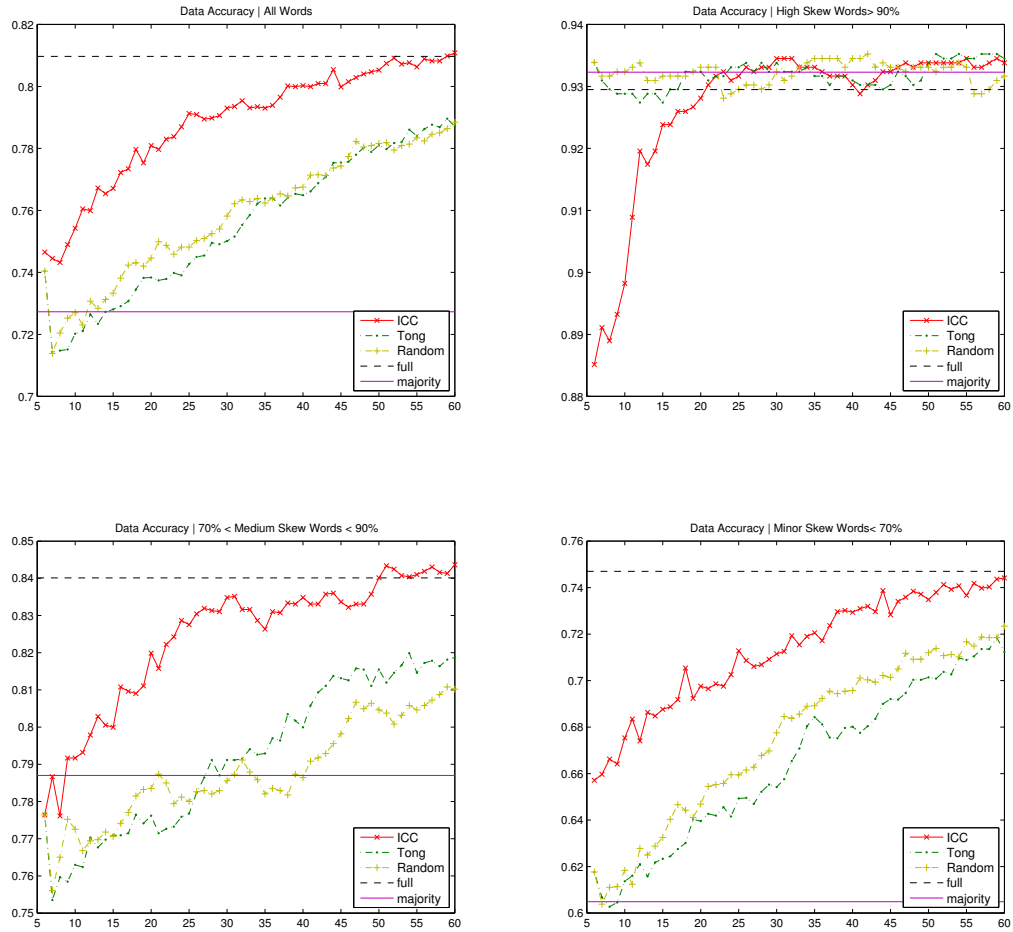 Data Accuracy | All Words
0.82
0.8
0.78
0.76
0.74
0.72
0.7
5 10 15 20 25 30 35 40 45 50 55 60
ICC
Tong
Random
full
majority
Data Accuracy | High Skew Words> 90%
0.94
0.93
0.92
0.91
0.9
0.89
0.88
5 10 15 20 25 30 35 40 45 50 55 60
ICC
Tong
Random
full
majority
Data Accuracy | 70% < Medium Skew Words < 90%
0.85
0.84
0.83
0.82
0.81
0.8
0.79
0.78
0.77
0.76
0.75
5 10 15 20 25 30 35 40 45 50 55 60
ICC
Tong
Random
full
majority
Data Accuracy | Minor Skew Words< 70%
0.76
0.74
0.72
0.7
0.68
0.66
0.64
0.62
0.6
5 10 15 20 25 30 35 40 45 50 55 60
ICC
Tong
Random
full
majority